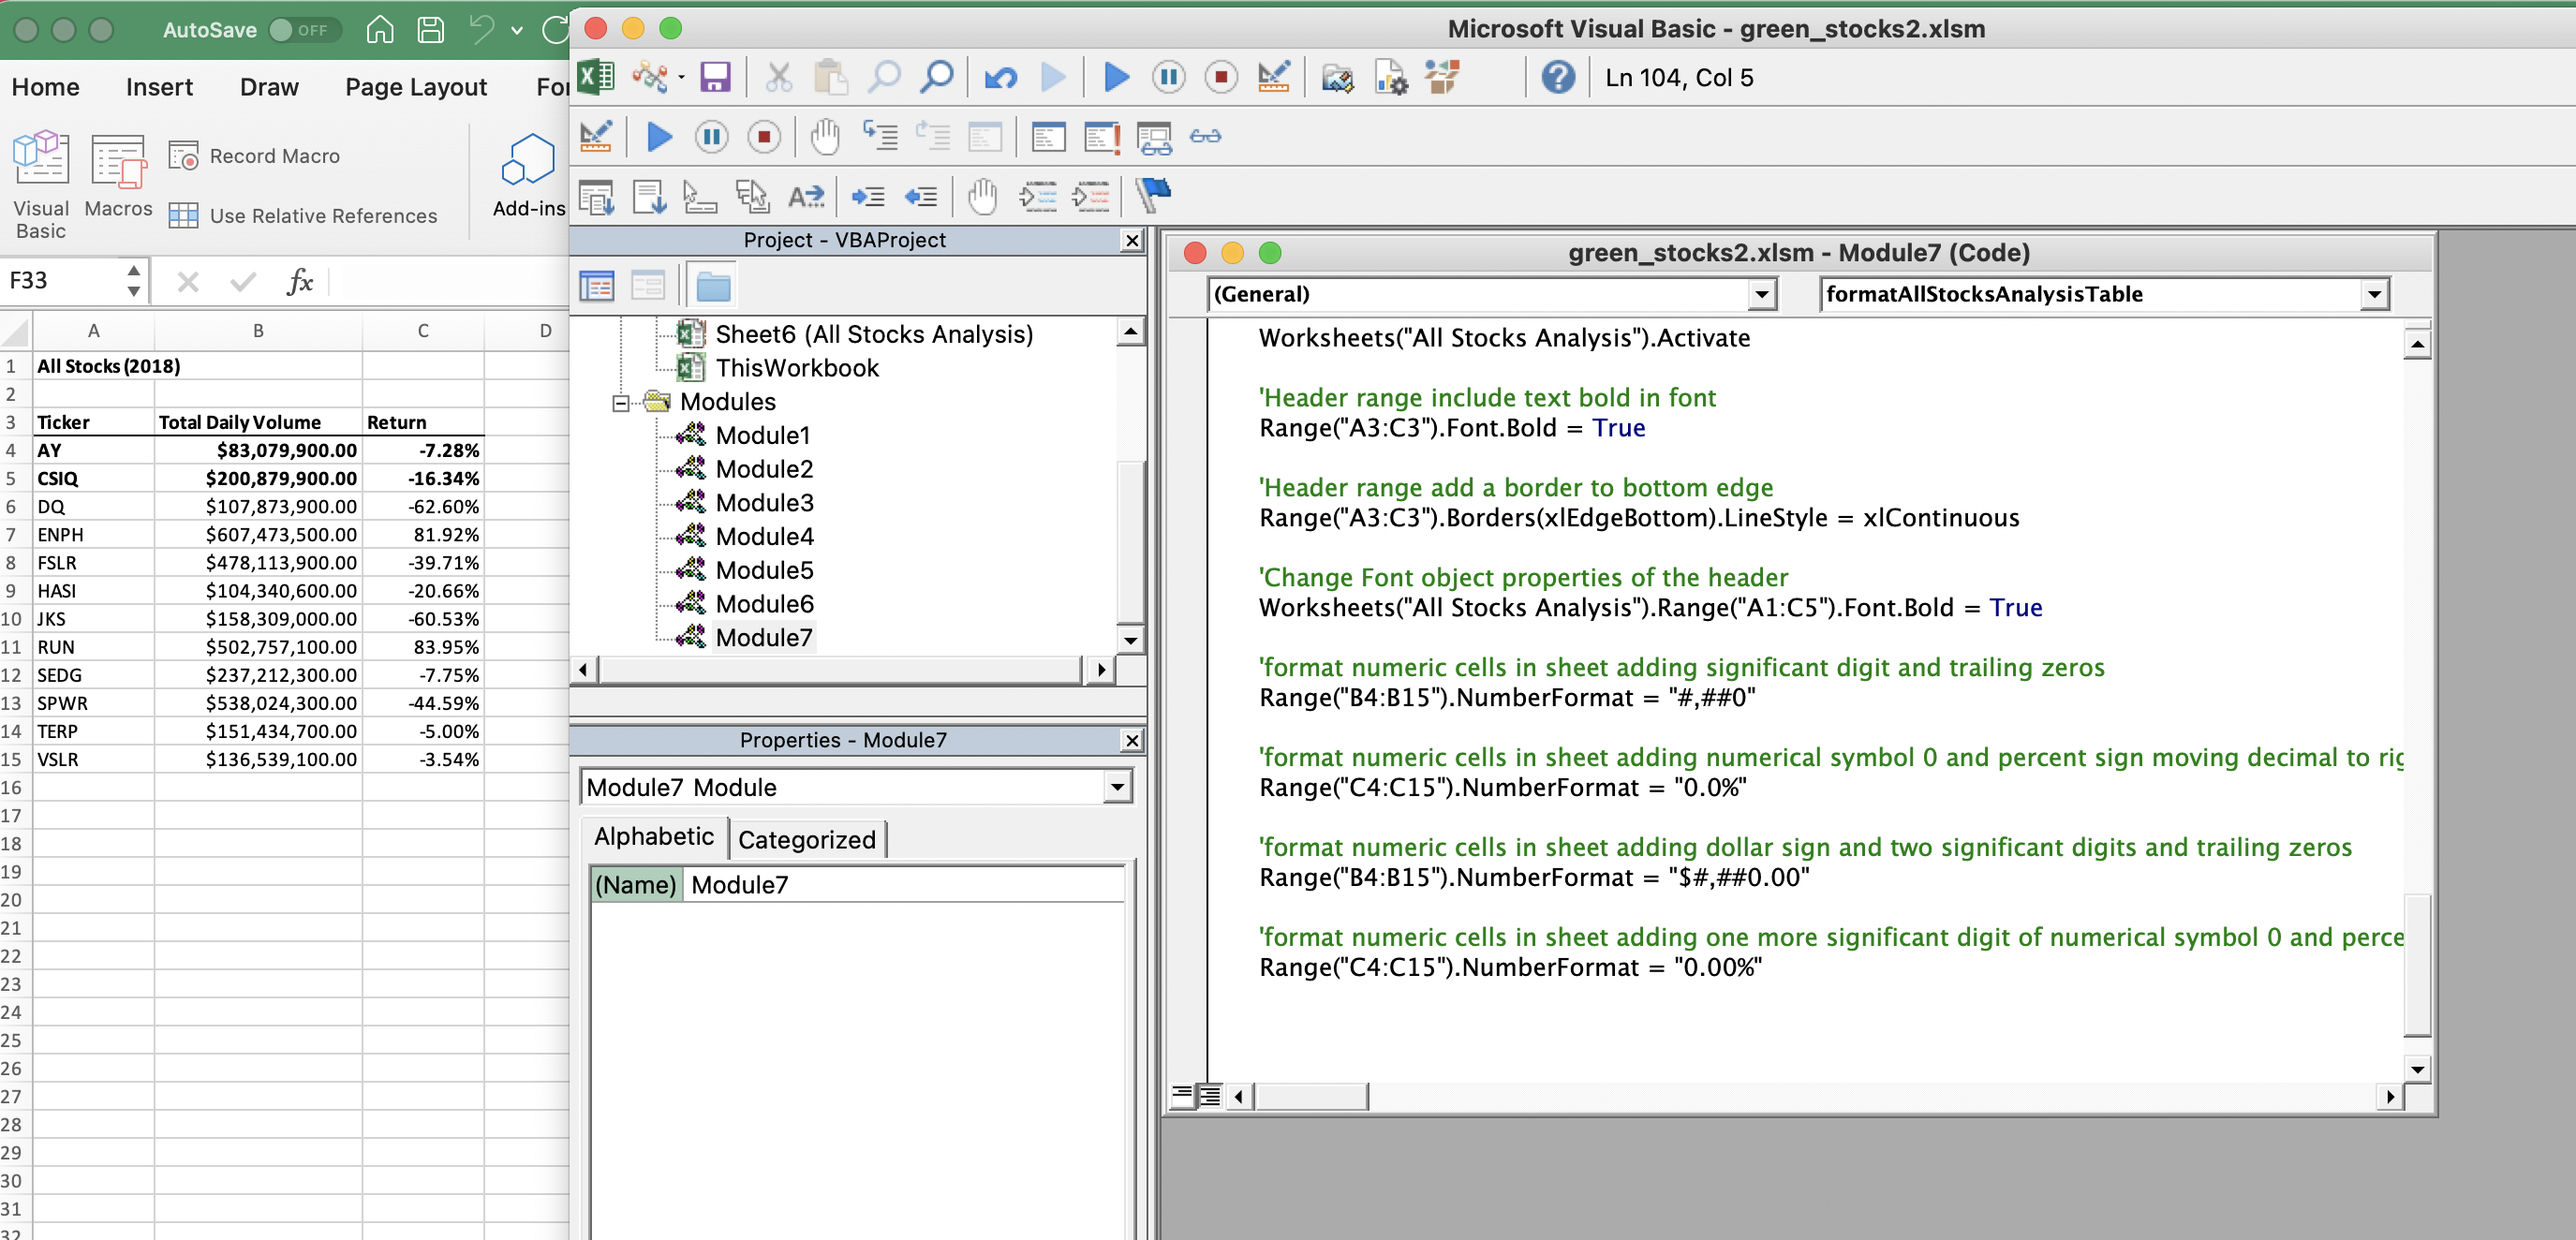 AutoSave OFF
Microsoft Visual Basic - green_stocks2.xlsm
Home Insert Draw Page Layout
Ln 104, Col 5
Visual Basic
Macros
Record Macro
Use Relative References
Add-ins
F33
fx
A B C D
1 All Stocks (2018)
2
3 Ticker Total Daily Volume Return
4 AY $83,079,900.00 -7.28%
5 CSIQ $200,879,900.00 -16.34%
6 DQ $107,873,900.00 -62.60%
7 ENPH $607,473,500.00 81.92%
8 FSLR $478,113,900.00 -39.71%
9 HASI $104,340,600.00 -20.66%
10 JKS $158,309,000.00 -60.53%
11 RUN $502,757,100.00 83.95%
12 SEDG $237,212,300.00 -7.75%
13 SPWR $538,024,300.00 -44.59%
14 TERP $151,434,700.00 -5.00%
15 VSLR $136,539,100.00 -3.54%
16
17
18
19
20
21
22
23
24
25
26
27
28
29
30
31
32
Project - VBAProject
Sheet6 (All Stocks Analysis)
ThisWorkbook
Modules
Module1
Module2
Module3
Module4
Module5
Module6
Module7
Properties - Module7
Module7 Module
Alphabetic Categorized
(Name) Module7
green_stocks2.xlsm - Module7 (Code)
(General) formatAllStocksAnalysisTable
Worksheets("All Stocks Analysis").Activate
'Header range include text bold in font
Range("A3:C3").Font.Bold = True
'Header range add a border to bottom edge
Range("A3:C3").Borders(xlEdgeBottom).LineStyle = xlContinuous
'Change Font object properties of the header
Worksheets("All Stocks Analysis").Range("A1:C5").Font.Bold = True
'format numeric cells in sheet adding significant digit and trailing zeros
Range("B4:B15").NumberFormat = "#,##0"
'format numeric cells in sheet adding numerical symbol 0 and percent sign moving decimal to
Range("C4:C15").NumberFormat = "0.0%"
'format numeric cells in sheet adding dollar sign and two significant digits and trailing zeros
Range("B4:B15").NumberFormat = "$#,##0.00"
'format numeric cells in sheet adding one more significant digit of numerical symbol 0 and
Range("C4:C15").NumberFormat = "0.00%"